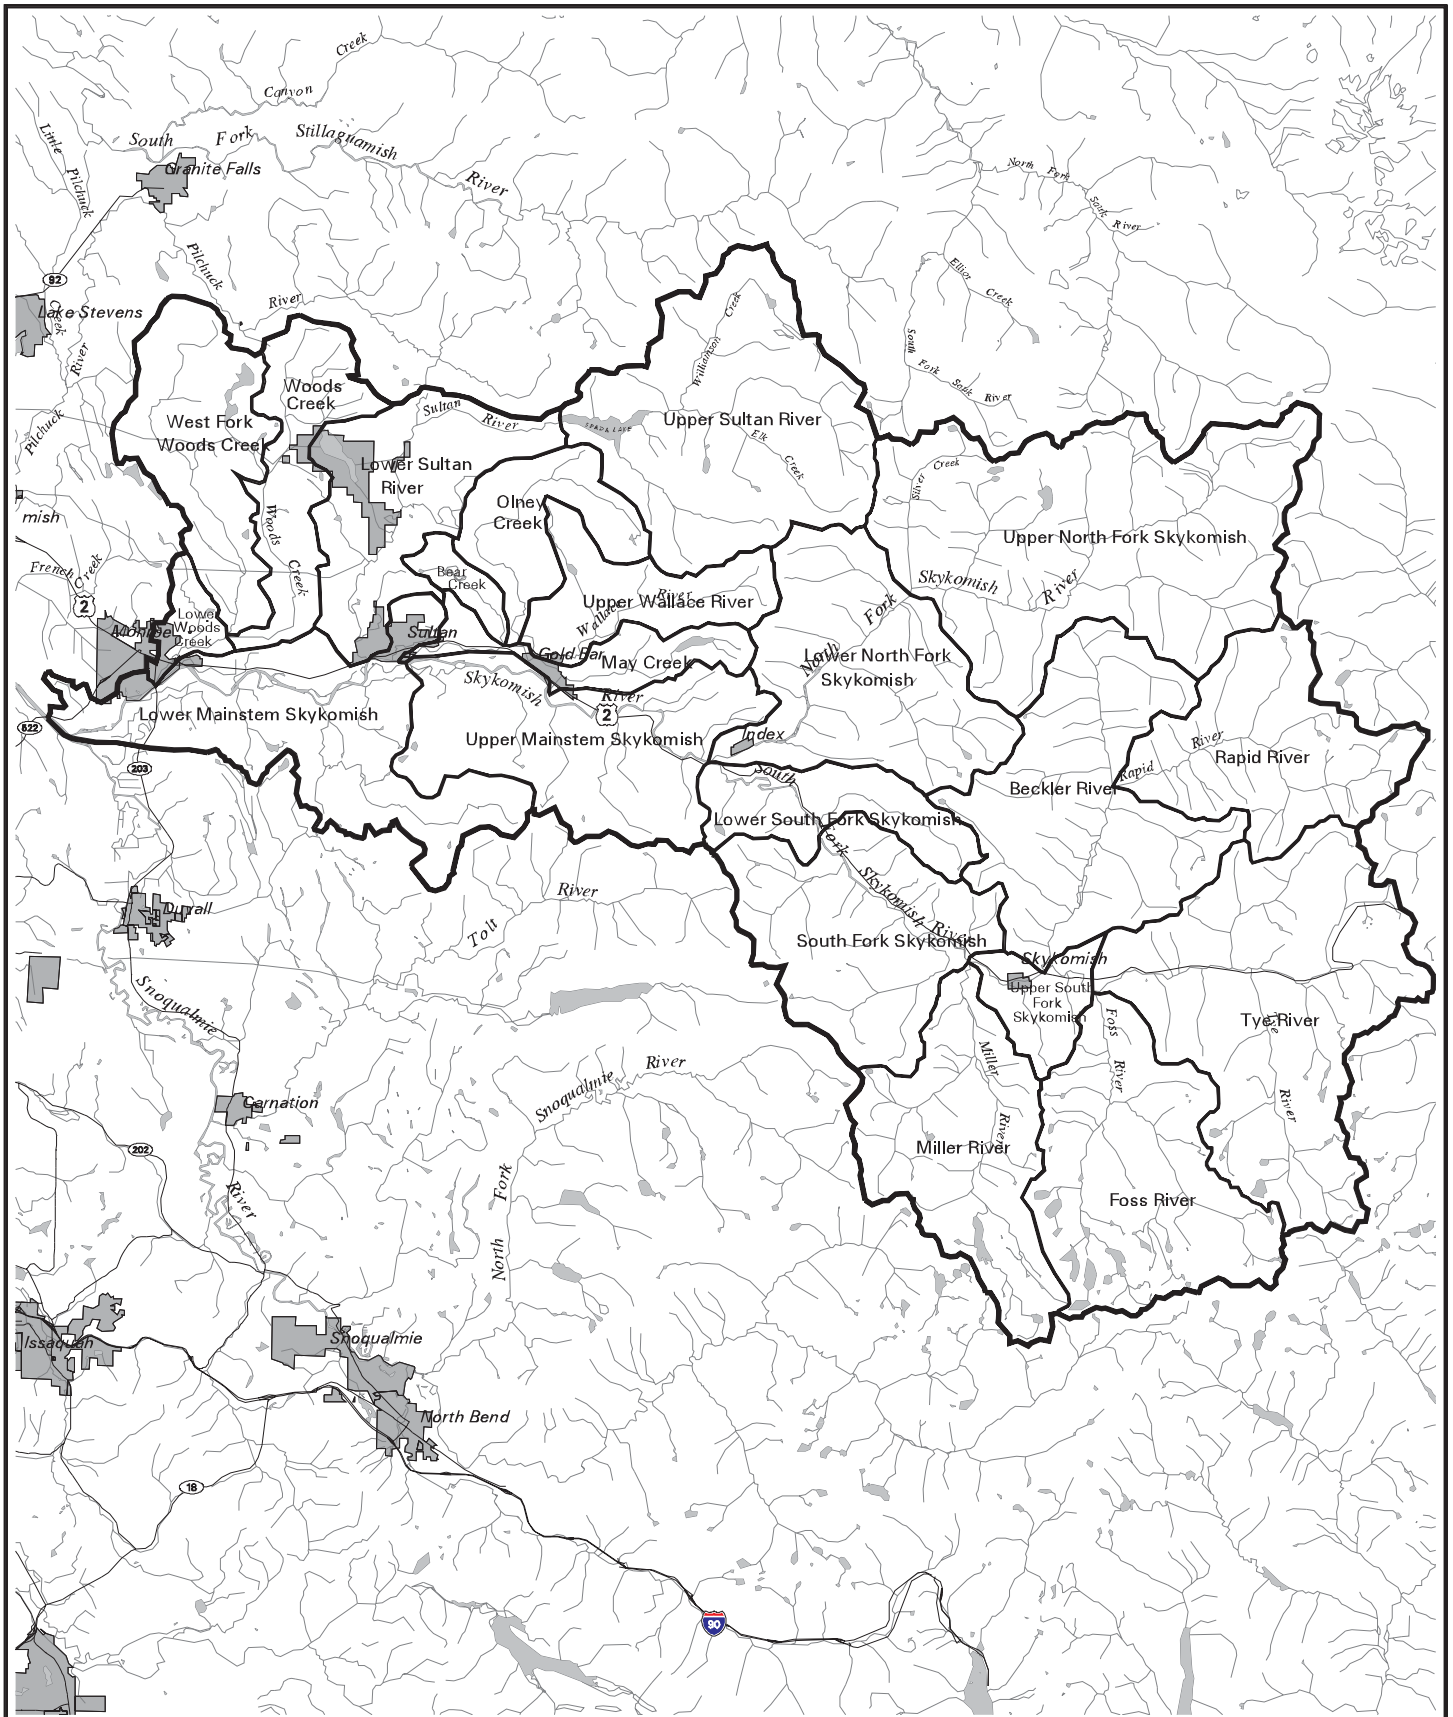 Creek
Canyon
South Fork Stillaguamish River
Granite Falls
Little Pilchuck Creek
North Fork Sauk River
Pilchuck River
92
Lake Stevens
River
Pilchuck
Elliot Creek
South Fork Sauk River
Williamson Creek
Woods
Creek
West Fork
Woods Creek
Sultan River
SPADA LAKE
Upper Sultan River
Elk Creek
Lower Sultan
River
Silver Creek
Olney
Creek
mish
Woods Creek
Upper North Fork Skykomish
French Creek
Bear
Creek
Skykomish River
2
Upper Wallace River
Wallace River
North Fork
Lower
Woods
Creek
Monroe
Sultan
Gold Bar
May Creek
Lower North Fork
Skykomish
Skykomish River
2
Lower Mainstem Skykomish
522
203
Upper Mainstem Skykomish
Index
Rapid River
Rapid River
Beckler River
South Fork Skykomish River
Lower South Fork Skykomish
Tolt River
Duvall
South Fork Skykomish
Skykomish
Upper South
Fork
Skykomish
Snoqualmie River
Tye River
Tye River
Foss River
Miller River
North Fork Snoqualmie River
Carnation
202
Miller River
Foss River
Issaquah
Snoqualmie
North Bend
18
90